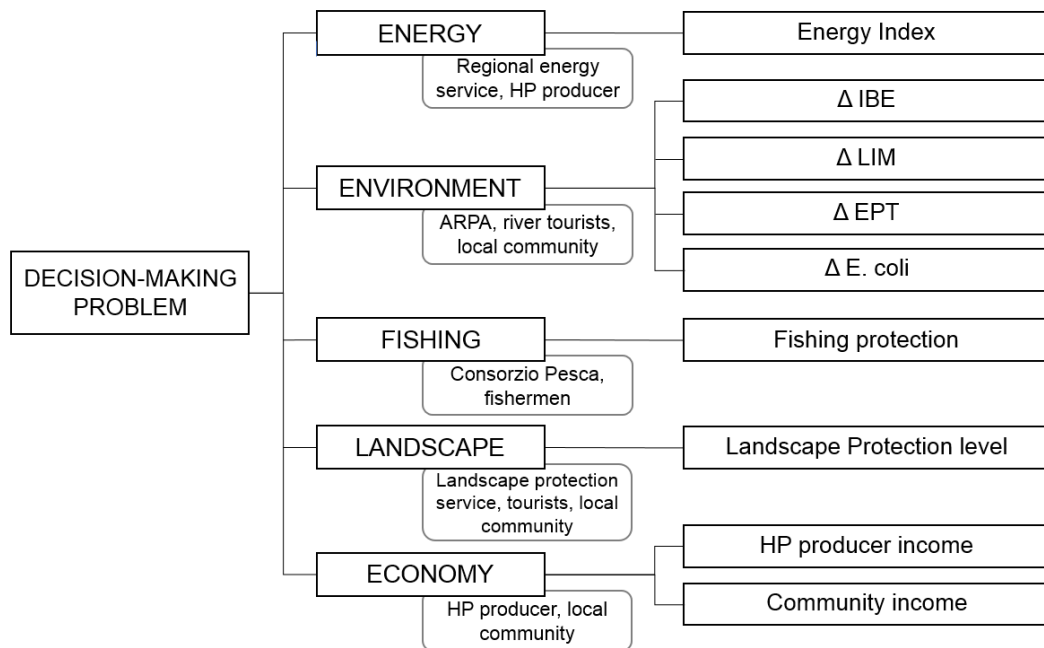 DECISION-MAKING
PROBLEM
ENERGY
Regional energy
service, HP producer
Energy Index
ENVIRONMENT
ARPA, river tourists,
local community
Δ IBE
Δ LIM
Δ EPT
Δ E. coli
FISHING
Consorzio Pesca,
fishermen
Fishing protection
LANDSCAPE
Landscape protection
service, tourists, local
community
Landscape Protection level
ECONOMY
HP producer, local
community
HP producer income
Community income